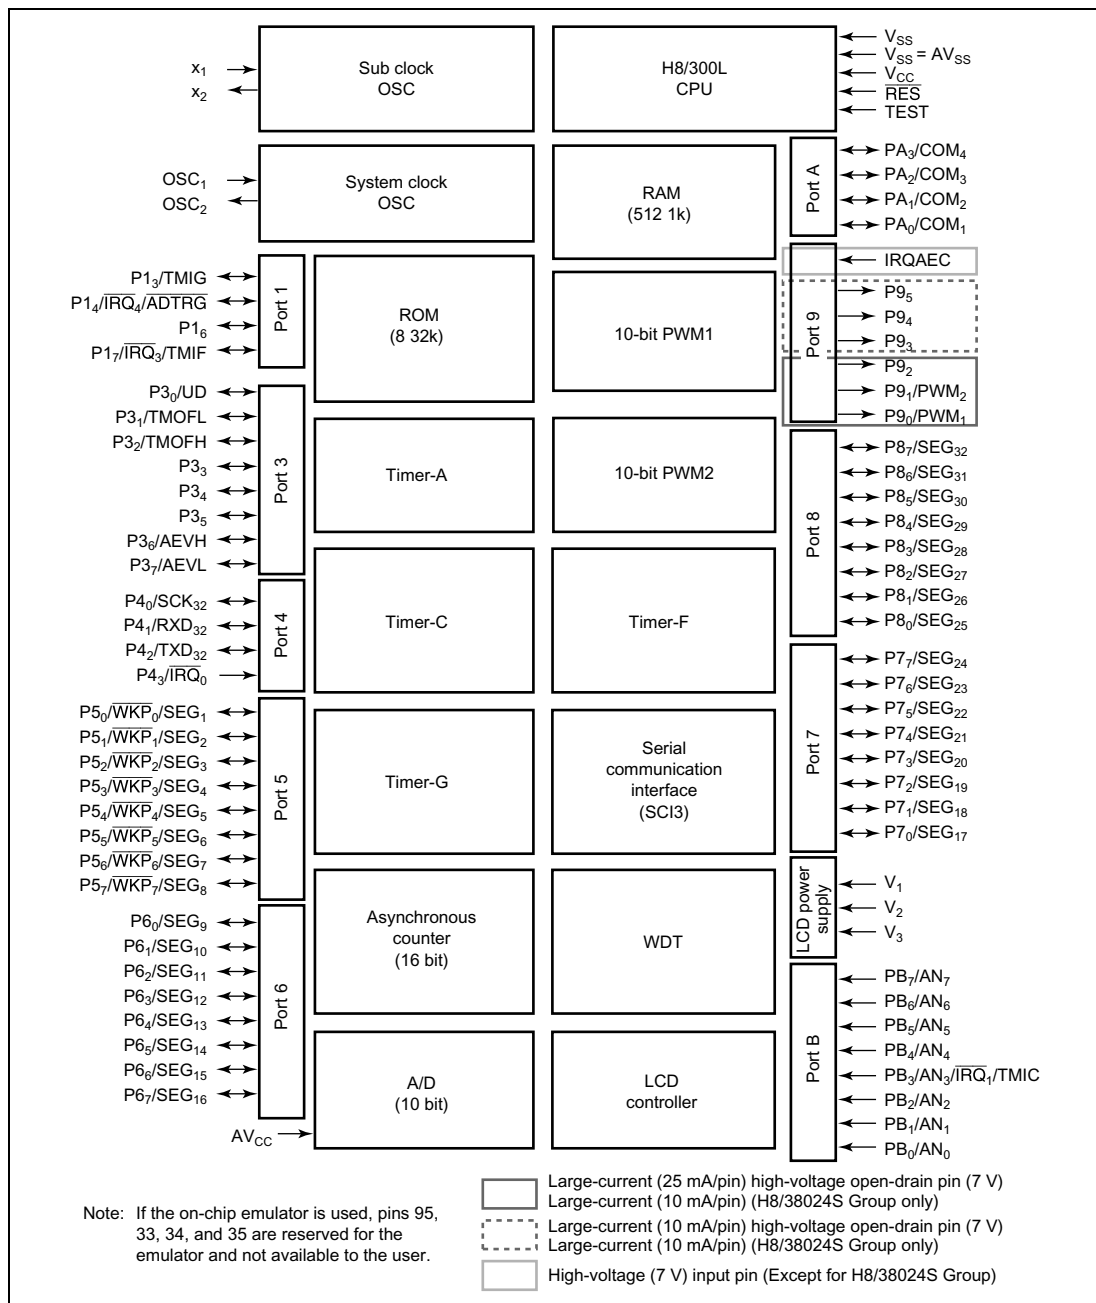 x1
x2
Sub clock
OSC
H8/300L
CPU
VSS
VSS = AVSS
VCC
RES
TEST
OSC1
OSC2
System clock
OSC
RAM
(512 1k)
Port A
PA3/COM4
PA2/COM3
PA1/COM2
PA0/COM1
P13/TMIG
P14/IRQ4/ADTRG
P16
P17/IRQ3/TMIF
Port 1
ROM
(8 32k)
10-bit PWM1
Port 9
IRQAEC
P95
P94
P93
P92
P91/PWM2
P90/PWM1
P30/UD
P31/TMOFL
P32/TMOFH
P33
P34
P35
P36/AEVH
P37/AEVL
Port 3
Timer-A
10-bit PWM2
Port 8
P87/SEG32
P86/SEG31
P85/SEG30
P84/SEG29
P83/SEG28
P82/SEG27
P81/SEG26
P80/SEG25
P40/SCK32
P41/RXD32
P42/TXD32
P43/IRQ0
Port 4
Timer-C
Timer-F
P50/WKP0/SEG1
P51/WKP1/SEG2
P52/WKP2/SEG3
P53/WKP3/SEG4
P54/WKP4/SEG5
P55/WKP5/SEG6
P56/WKP6/SEG7
P57/WKP7/SEG8
Port 5
Timer-G
Serial
communication
interface
(SCI3)
Port 7
P77/SEG24
P76/SEG23
P75/SEG22
P74/SEG21
P73/SEG20
P72/SEG19
P71/SEG18
P70/SEG17
P60/SEG9
P61/SEG10
P62/SEG11
P63/SEG12
P64/SEG13
P65/SEG14
P66/SEG15
P67/SEG16
Port 6
Asynchronous
counter
(16 bit)
WDT
LCD power
supply
V1
V2
V3
AVCC
A/D
(10 bit)
LCD
controller
Port B
PB7/AN7
PB6/AN6
PB5/AN5
PB4/AN4
PB3/AN3/IRQ1/TMIC
PB2/AN2
PB1/AN1
PB0/AN0
Note: If the on-chip emulator is used, pins 95,
33, 34, and 35 are reserved for the
emulator and not available to the user.
Large-current (25 mA/pin) high-voltage open-drain pin (7 V)
Large-current (10 mA/pin) (H8/38024S Group only)
Large-current (10 mA/pin) high-voltage open-drain pin (7 V)
Large-current (10 mA/pin) (H8/38024S Group only)
High-voltage (7 V) input pin (Except for H8/38024S Group)